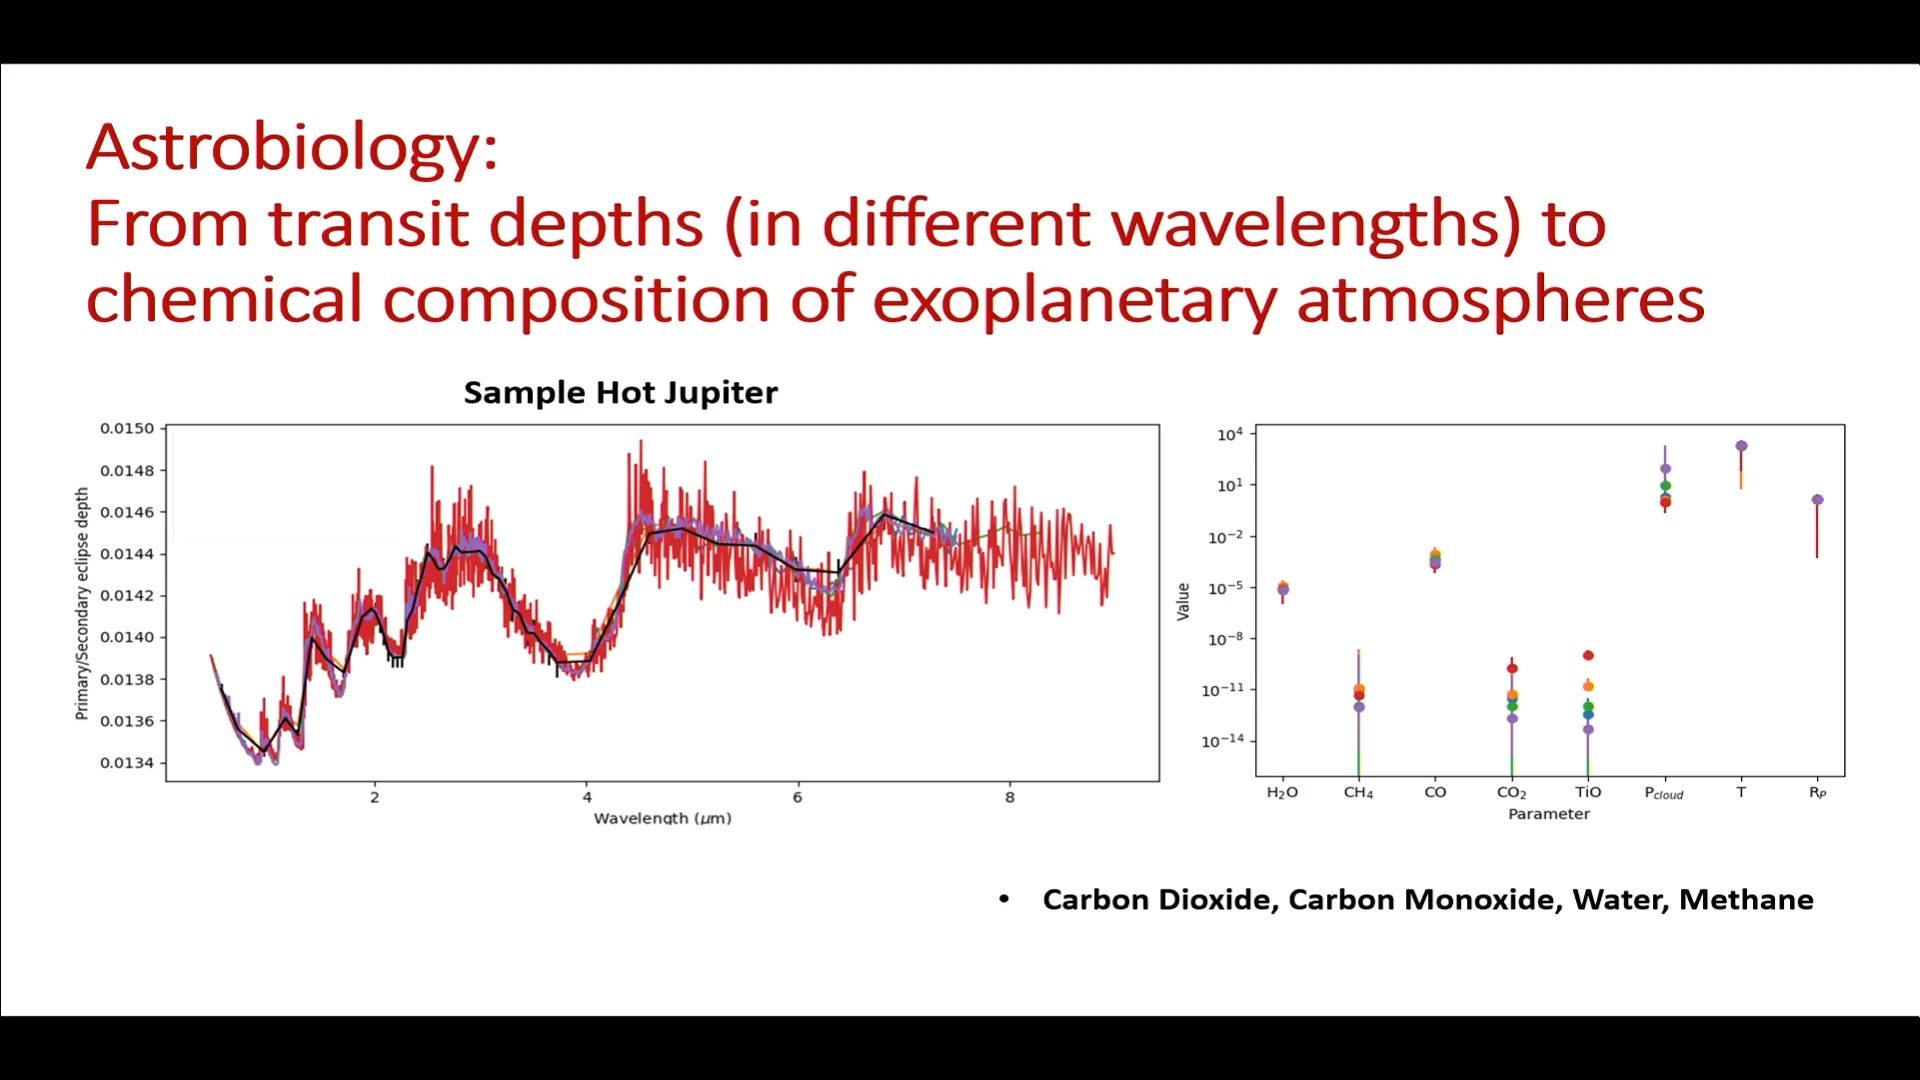 Astrobiology:
From transit depths (in different wavelengths) to
chemical composition of exoplanetary atmospheres
Sample Hot Jupiter
0.0150
0.0148
0.0146
0.0144
0.0142
0.0140
0.0138
0.0136
0.0134
Primary/Secondary eclipse depth
2 4 6 8
Wavelength (μm)
10⁴
10¹
10⁻²
10⁻⁵
10⁻⁸
10⁻¹¹
10⁻¹⁴
Value
H₂O CH₄ CO CO₂ TiO P_cloud T R_P
Parameter
• Carbon Dioxide, Carbon Monoxide, Water, Methane